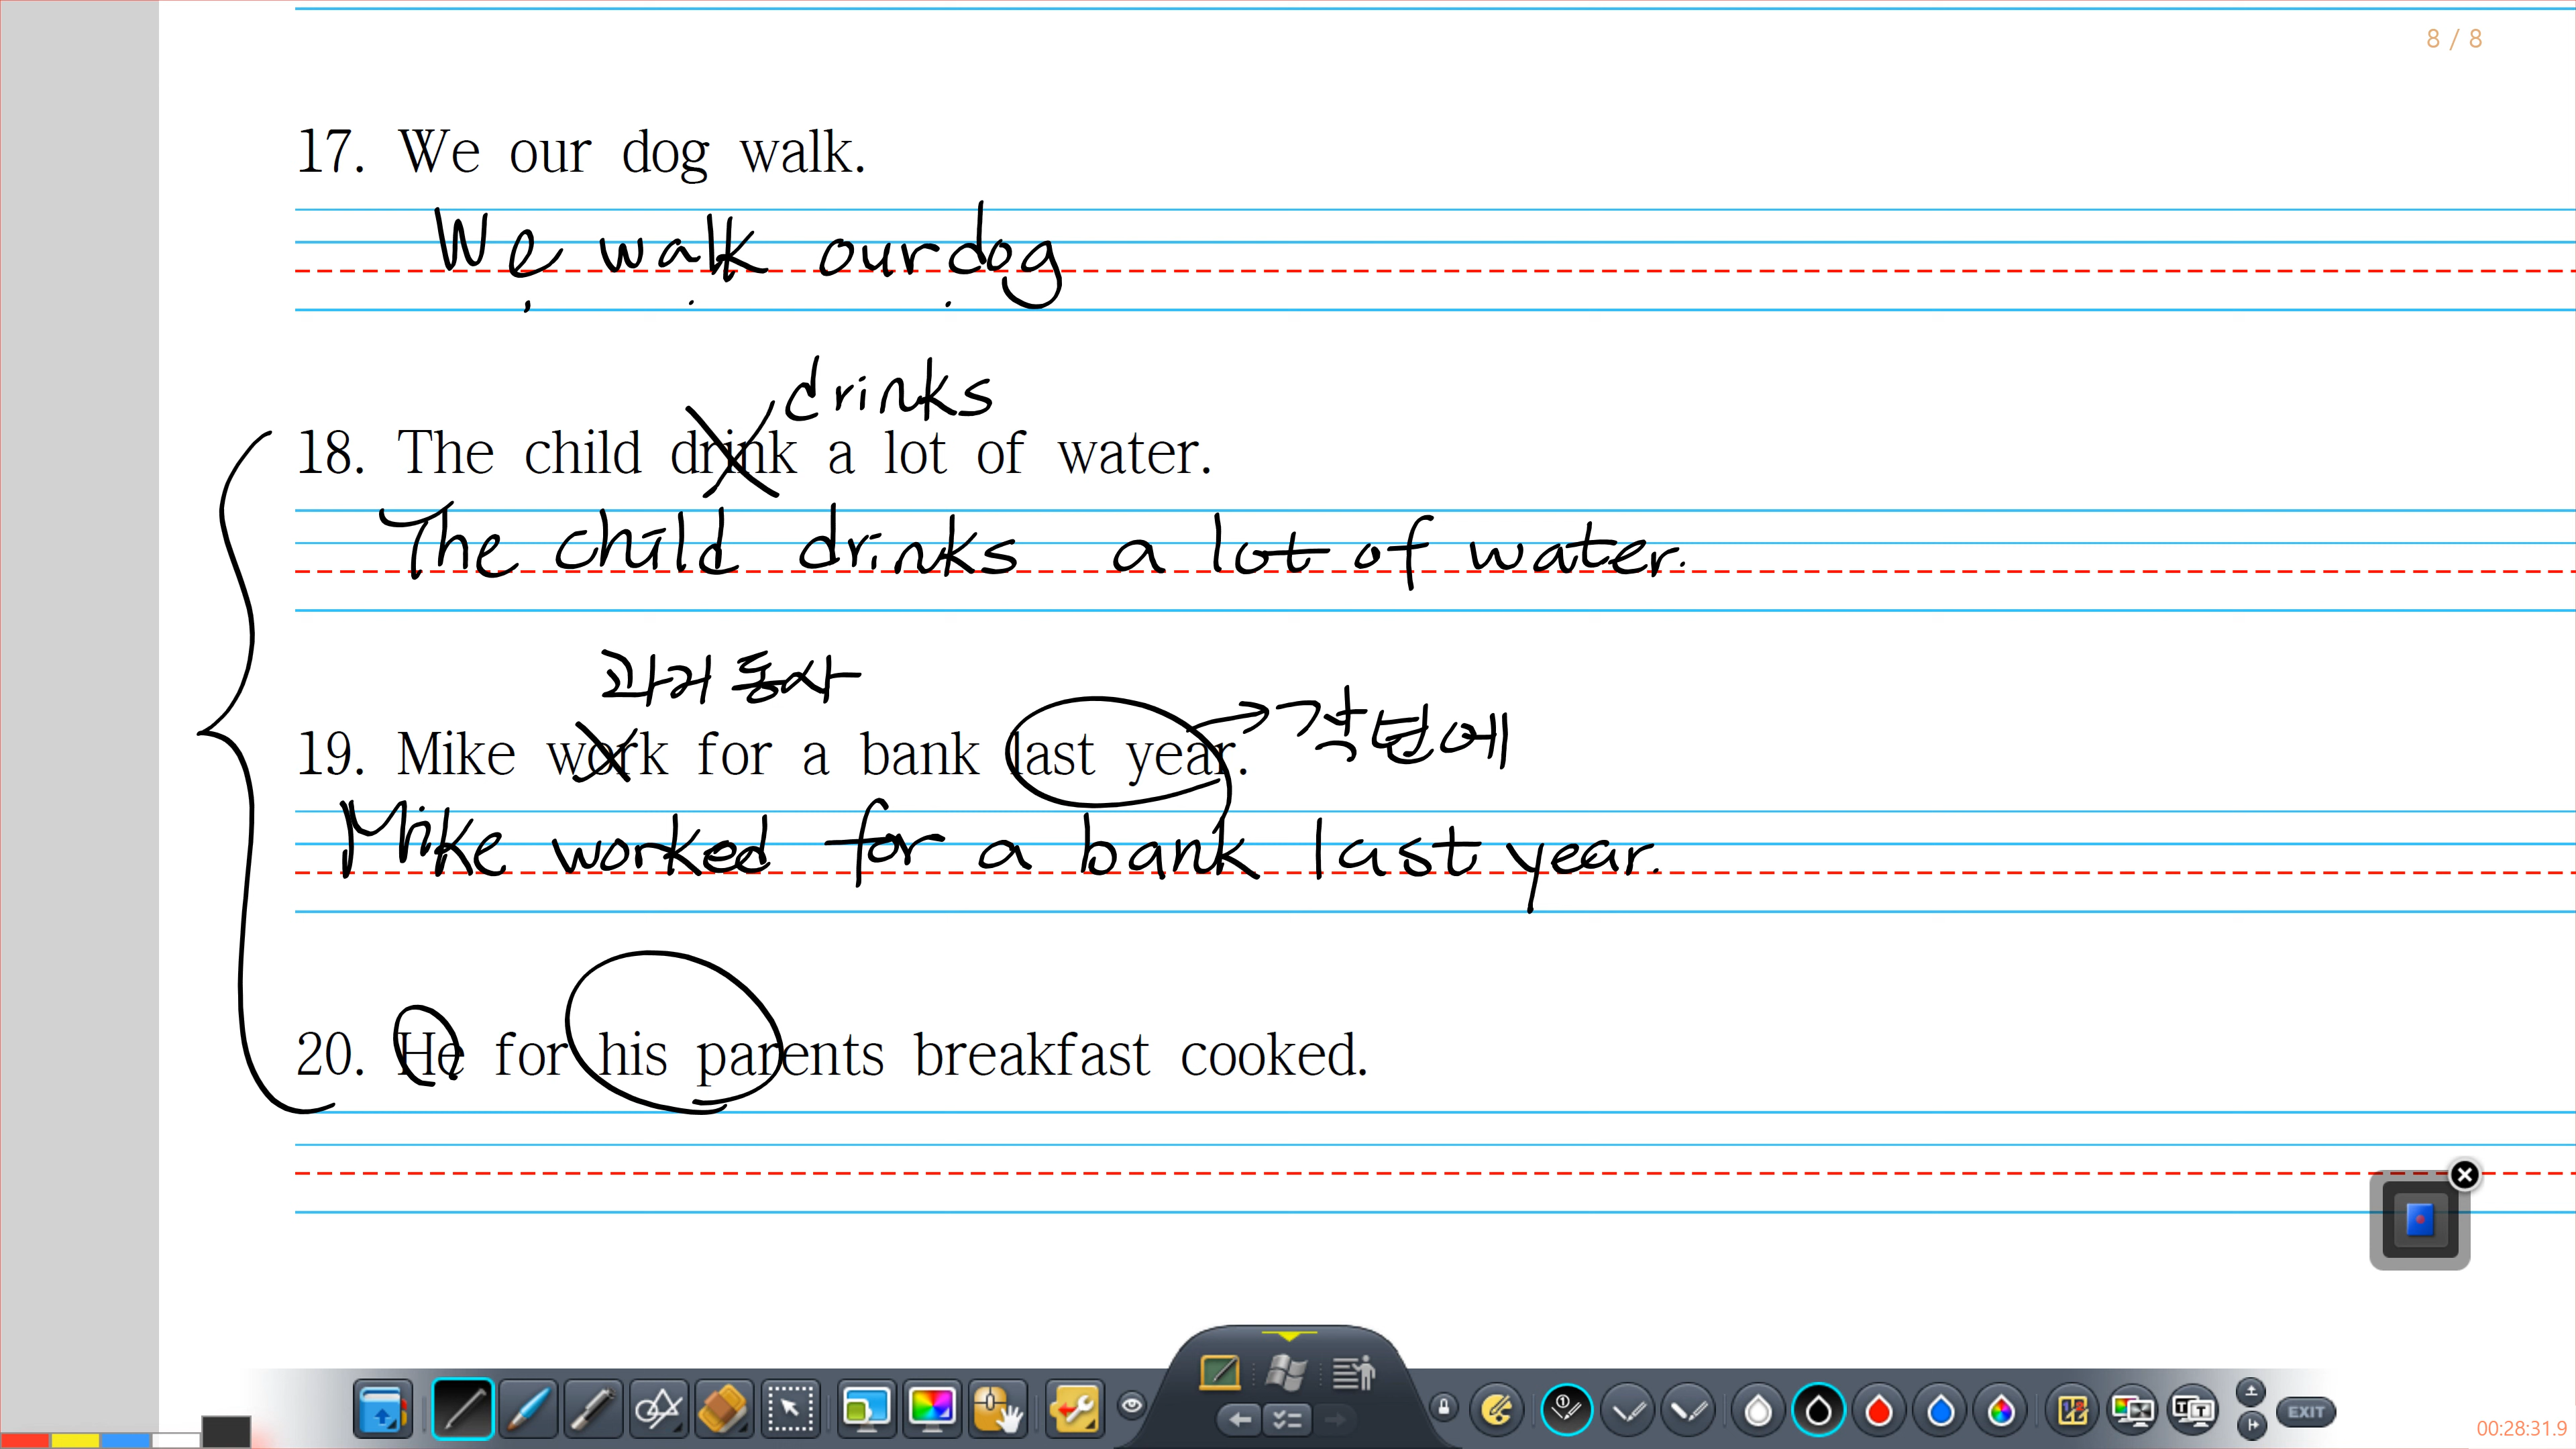 8 / 8
17. We our dog walk.
We walk our dog
drinks
18. The child drink a lot of water.
The child drinks a lot of water.
과거 동사
19. Mike work for a bank last year. → 작년에
Mike worked for a bank last year.
20. He for his parents breakfast cooked.
EXIT
00:28:31.9